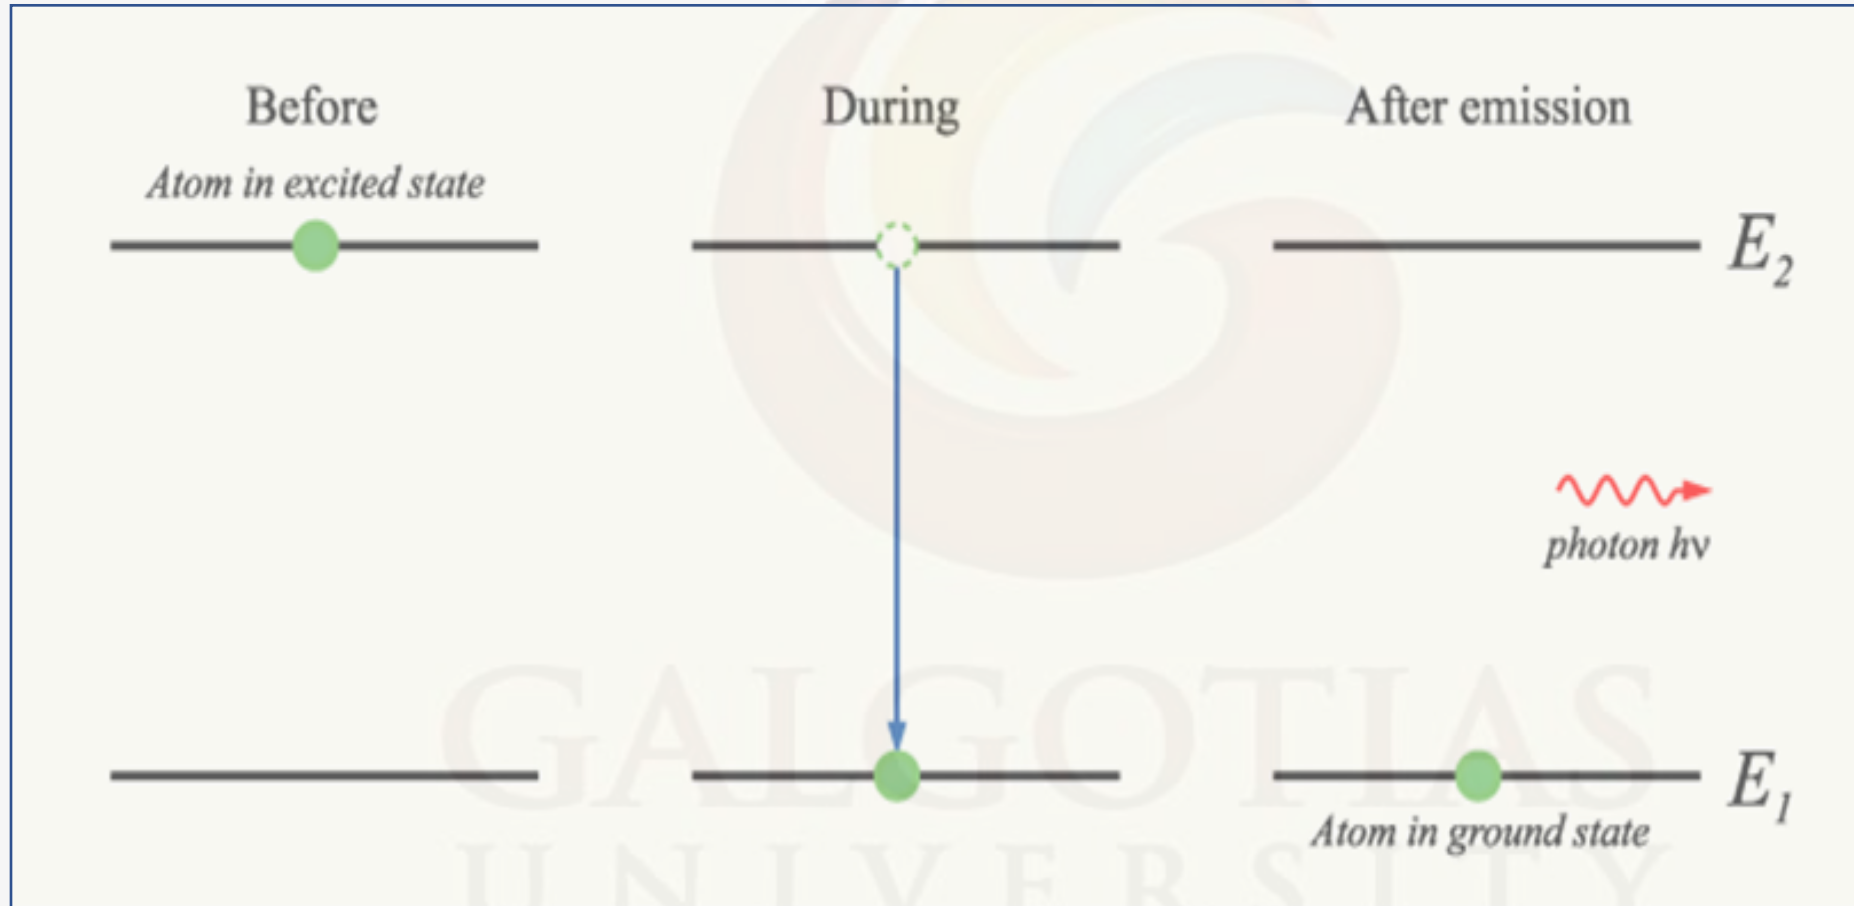 Before
During
After emission
Atom in excited state
E₂
photon hν
E₁
Atom in ground state
GALGOTIAS
UNIVERSITY